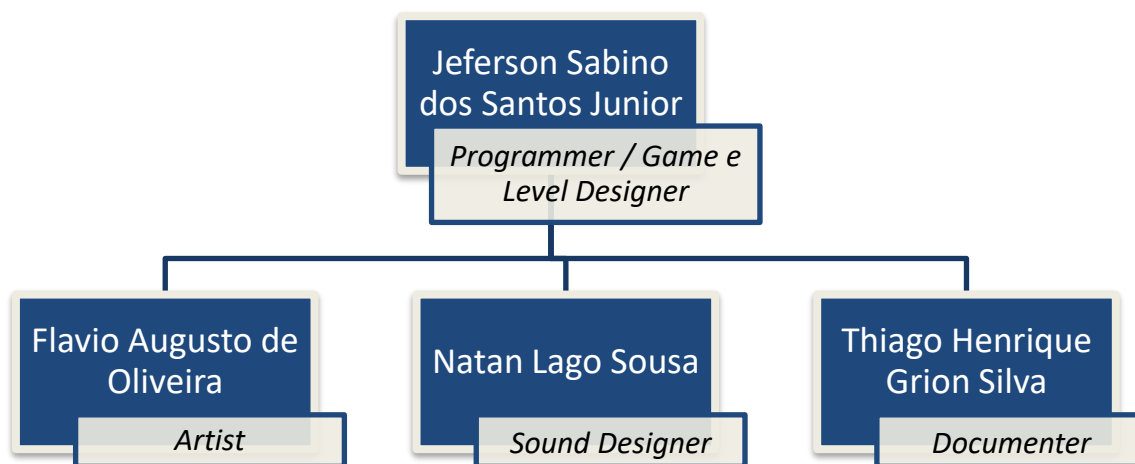 Jeferson Sabino
dos Santos Junior
Programmer / Game e
Level Designer
Flavio Augusto de
Oliveira
Artist
Natan Lago Sousa
Sound Designer
Thiago Henrique
Grion Silva
Documenter